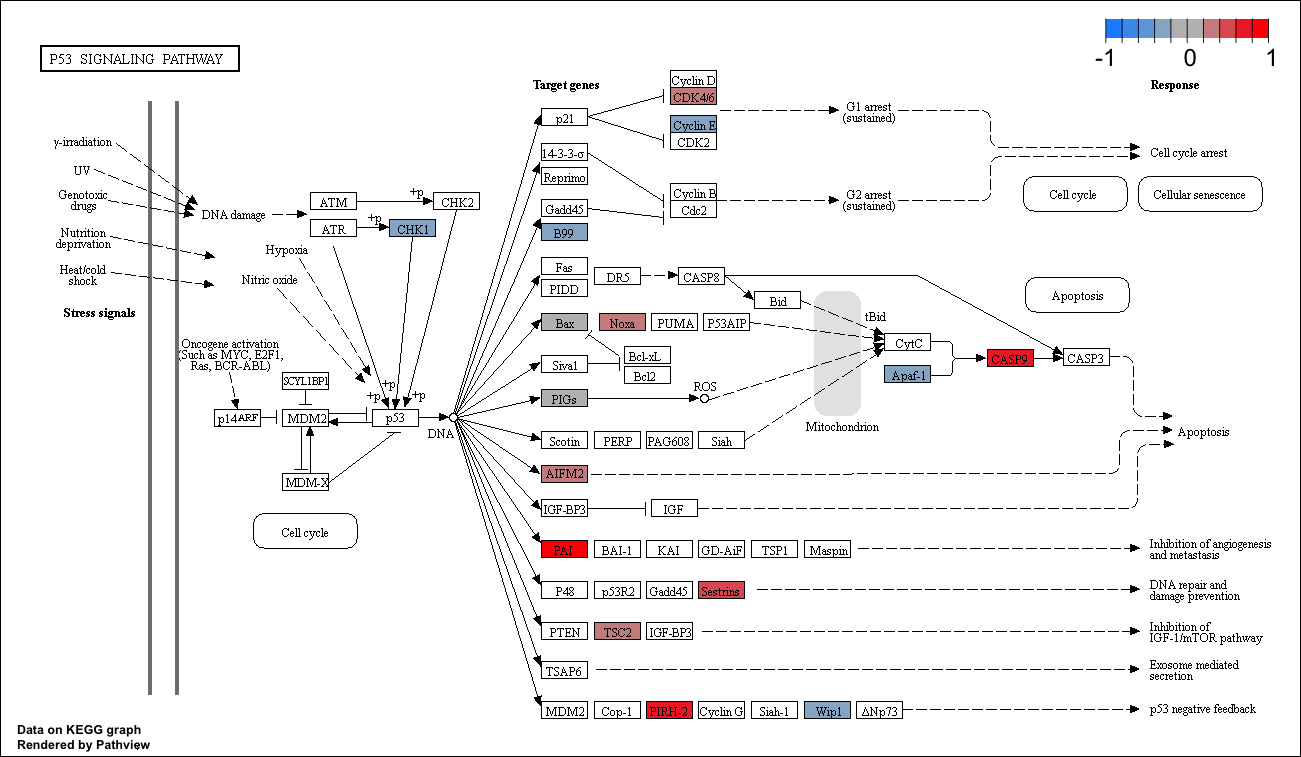 P53 SIGNALING PATHWAY
-1 0 1
Target genes
Response
γ-irradiation
UV
Genotoxic
drugs
Nutrition
deprivation
Heat/cold
shock
Stress signals
DNA damage
ATM
+p
CHK2
ATR
+p
CHK1
Hypoxia
Nitric oxide
Oncogene activation
(Such as MYC, E2F1,
Ras, BCR-ABL)
SCYL1BP1
+p
+p
+p
p14ARF
MDM2
p53
DNA
MDM-X
Cell cycle
p21
Cyclin D
CDK4/6
Cyclin E
CDK2
G1 arrest
(sustained)
14-3-3-σ
Reprimo
Cyclin B
Cdc2
G2 arrest
(sustained)
Cell cycle arrest
Cell cycle
Cellular senescence
Gadd45
B99
Fas
PIDD
DR5
CASP8
Bid
tBid
Apoptosis
Bax
Noxa
PUMA
P53AIP
CytC
Siva1
Bcl-xL
Bcl2
CASP9
CASP3
Apaf-1
PIGs
ROS
Mitochondrion
Scotin
PERP
PAG608
Siah
Apoptosis
AIFM2
IGF-BP3
IGF
PAI
BAI-1
KAI
GD-AiF
TSP1
Maspin
Inhibition of angiogenesis
and metastasis
P48
p53R2
Gadd45
Sestrins
DNA repair and
damage prevention
PTEN
TSC2
IGF-BP3
Inhibition of
IGF-1/mTOR pathway
TSAP6
Exosome mediated
secretion
MDM2
Cop-1
PIRH-2
Cyclin G
Siah-1
Wip1
ΔNp73
p53 negative feedback
Data on KEGG graph
Rendered by Pathview